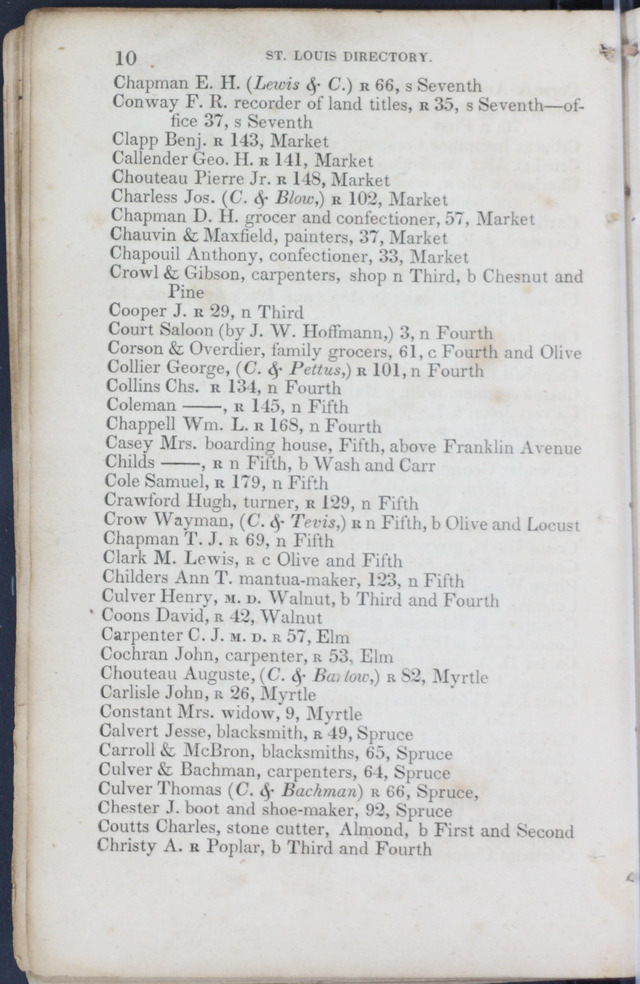 10 ST. LOUIS DIRECTORY.
Chapman E. H. (Lewis & C.) R 66, s Seventh
Conway F. R. recorder of land titles, R 35, s Seventh—of-
fice 37, s Seventh
Clapp Benj. R 143, Market
Callender Geo. H. R 141, Market
Chouteau Pierre Jr. R 148, Market
Charless Jos. (C. & Blow,) R 102, Market
Chapman D. H. grocer and confectioner, 57, Market
Chauvin & Maxfield, painters, 37, Market
Chapouil Anthony, confectioner, 33, Market
Crowl & Gibson, carpenters, shop n Third, b Chesnut and
Pine
Cooper J. R 29, n Third
Court Saloon (by J. W. Hoffmann,) 3, n Fourth
Corson & Overdier, family grocers, 61, c Fourth and Olive
Collier George, (C. & Pettus,) R 101, n Fourth
Collins Chs. R 134, n Fourth
Coleman ——, R 145, n Fifth
Chappell Wm. L. R 168, n Fourth
Casey Mrs. boarding house, Fifth, above Franklin Avenue
Childs ——, R n Fifth, b Wash and Carr
Cole Samuel, R 179, n Fifth
Crawford Hugh, turner, R 129, n Fifth
Crow Wayman, (C. & Tevis,) R n Fifth, b Olive and Locust
Chapman T. J. R 69, n Fifth
Clark M. Lewis, R c Olive and Fifth
Childers Ann T. mantua-maker, 123, n Fifth
Culver Henry, M. D. Walnut, b Third and Fourth
Coons David, R 42, Walnut
Carpenter C. J. M. D. R 57, Elm
Cochran John, carpenter, R 53, Elm
Chouteau Auguste, (C. & Barlow,) R 82, Myrtle
Carlisle John, R 26, Myrtle
Constant Mrs. widow, 9, Myrtle
Calvert Jesse, blacksmith, R 49, Spruce
Carroll & McBron, blacksmiths, 65, Spruce
Culver & Bachman, carpenters, 64, Spruce
Culver Thomas (C. & Bachman) R 66, Spruce,
Chester J. boot and shoe-maker, 92, Spruce
Coutts Charles, stone cutter, Almond, b First and Second
Christy A. R Poplar, b Third and Fourth